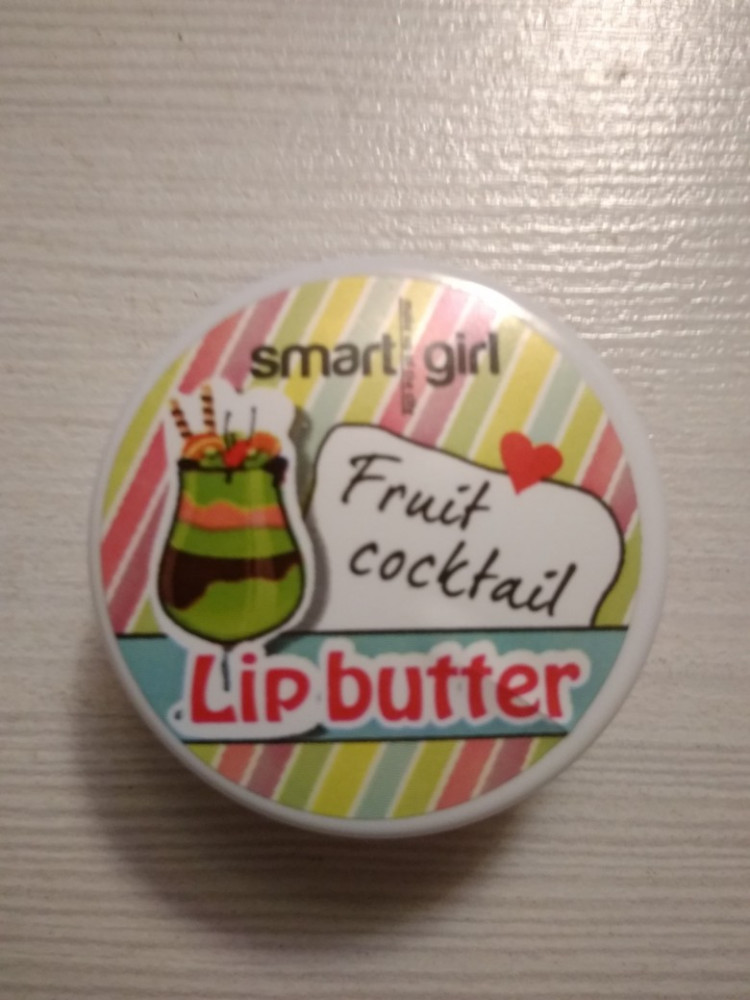 smart girl
Fruit
cocktail
Lip butter